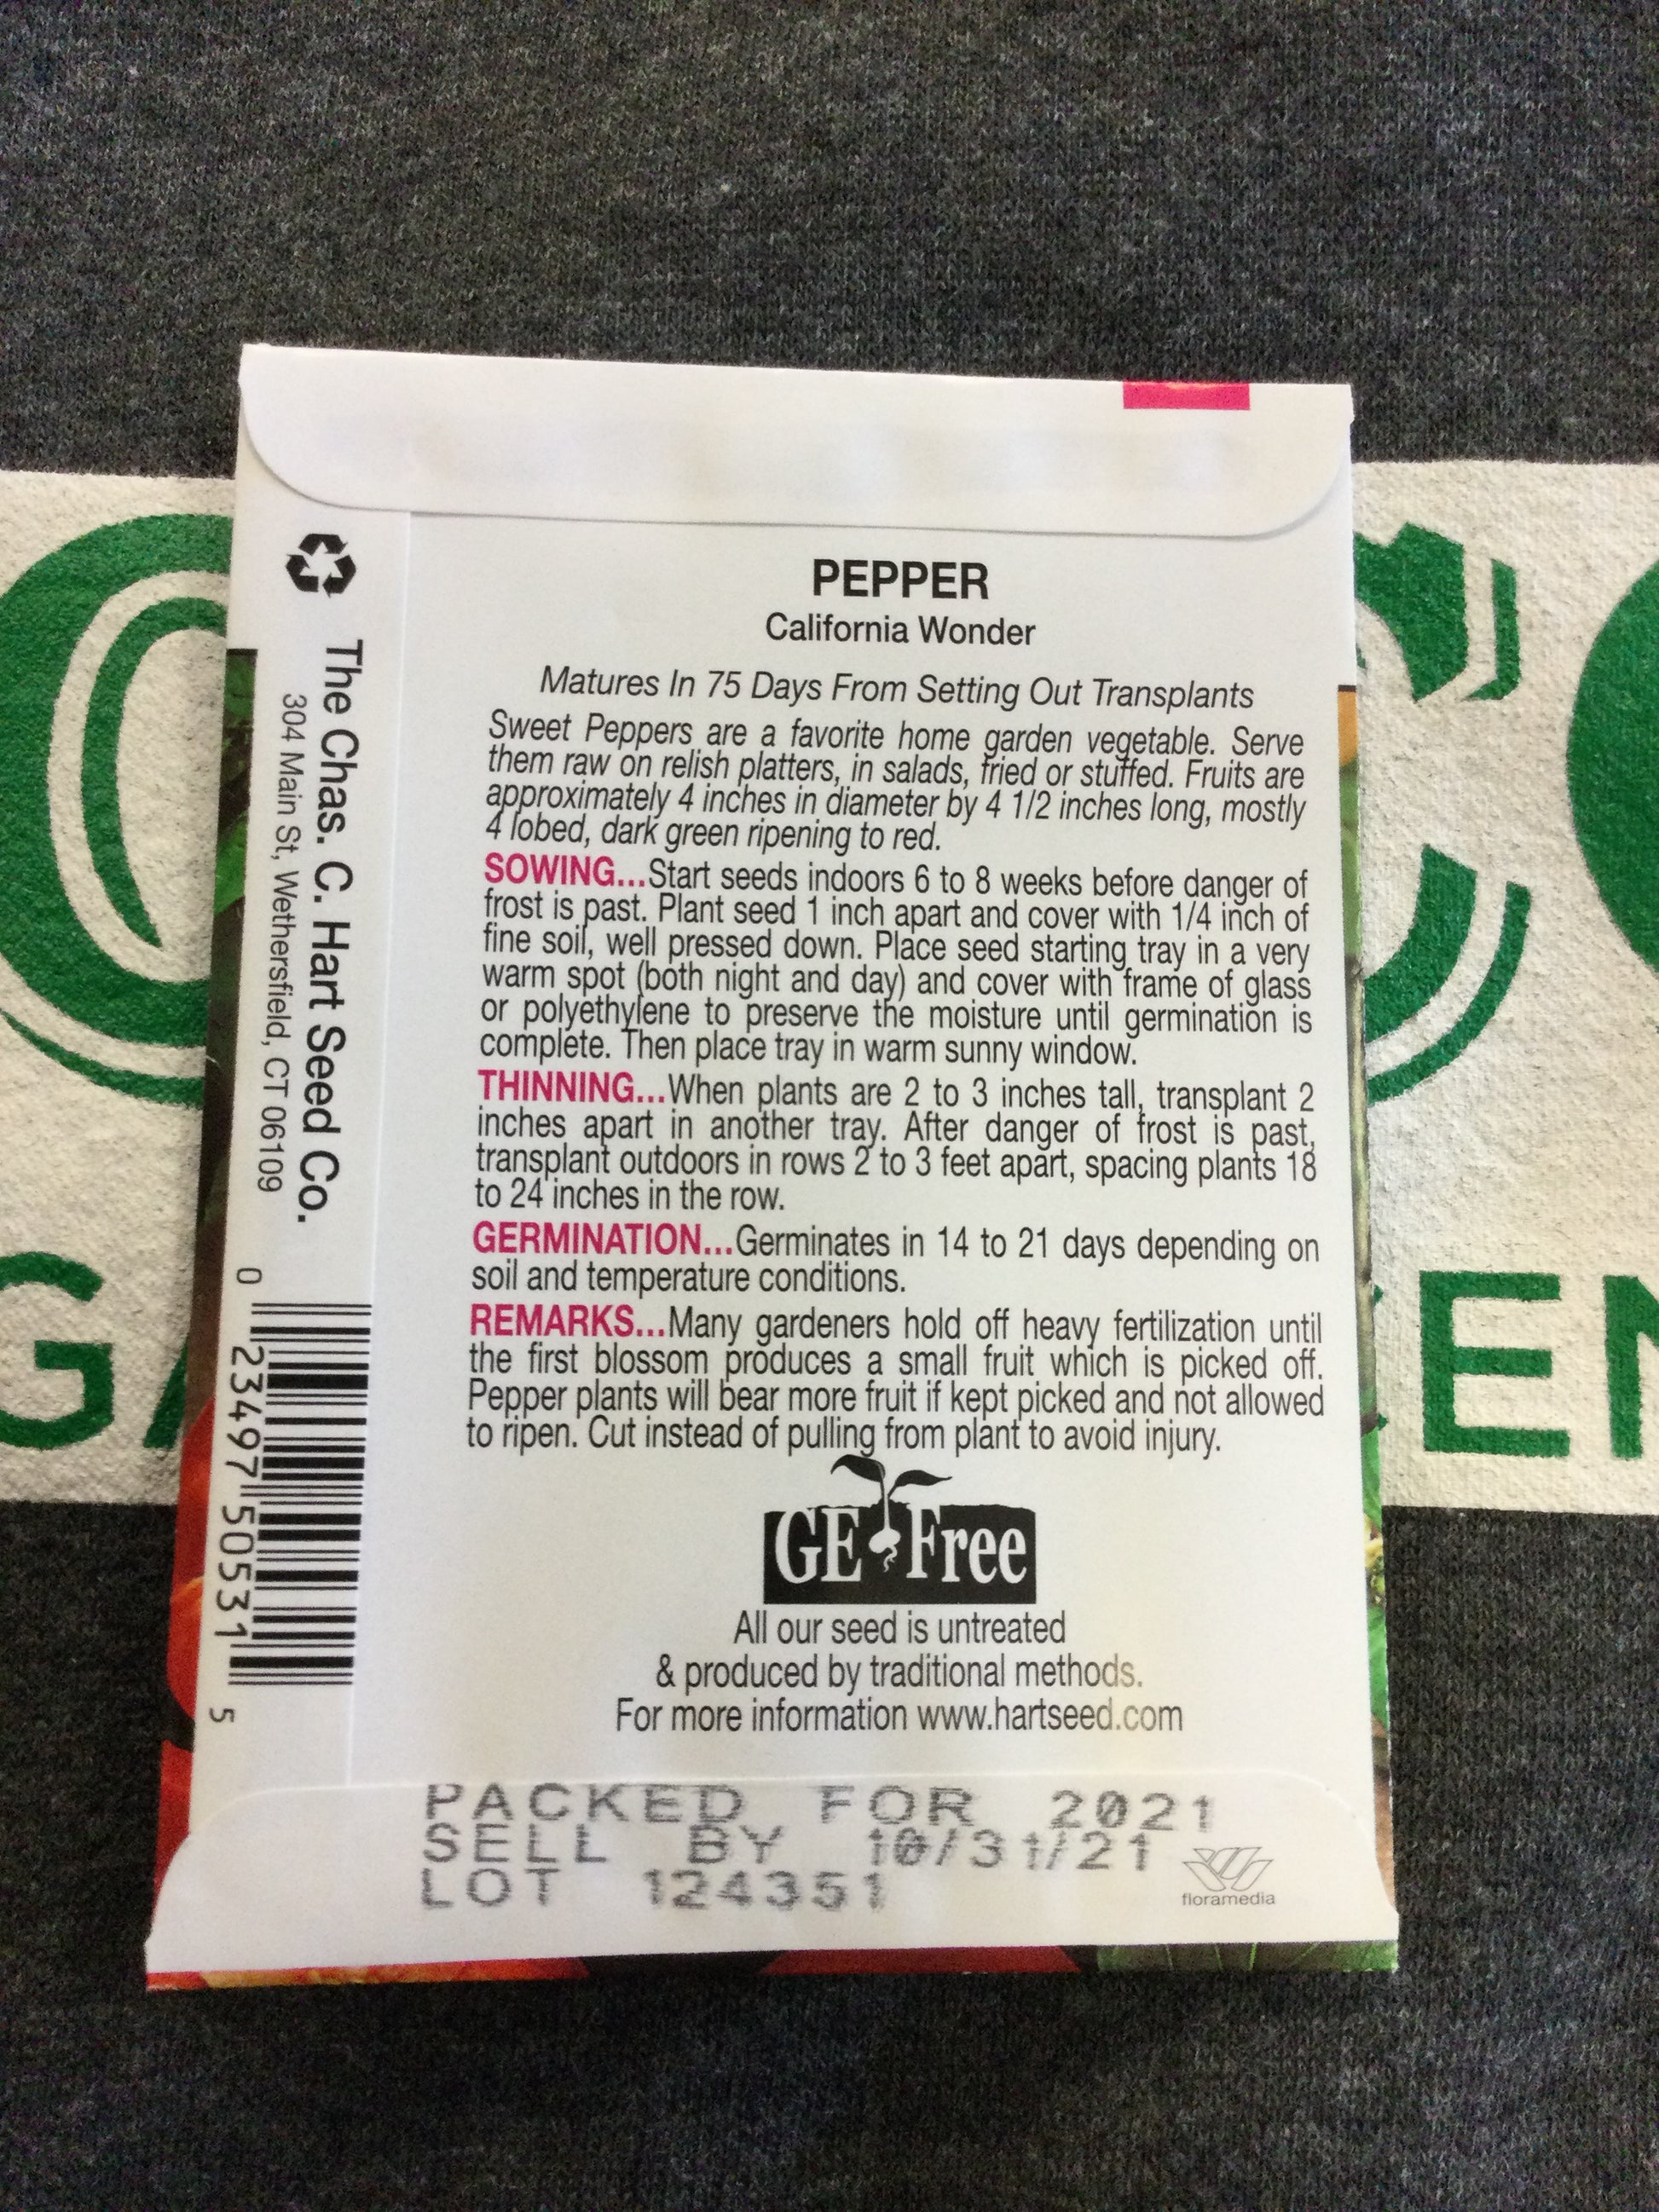 PEPPER
California Wonder
Matures In 75 Days From Setting Out Transplants
Sweet Peppers are a favorite home garden vegetable. Serve
them raw on relish platters, in salads, fried or stuffed. Fruits are
approximately 4 inches in diameter by 4 1/2 inches long, mostly
4 lobed, dark green ripening to red.
SOWING...Start seeds indoors 6 to 8 weeks before danger of
frost is past. Plant seed 1 inch apart and cover with 1/4 inch of
fine soil, well pressed down. Place seed starting tray in a very
warm spot (both night and day) and cover with frame of glass
or polyethylene to preserve the moisture until germination is
complete. Then place tray in warm sunny window.
THINNING...When plants are 2 to 3 inches tall, transplant 2
inches apart in another tray. After danger of frost is past,
transplant outdoors in rows 2 to 3 feet apart, spacing plants 18
to 24 inches in the row.
GERMINATION...Germinates in 14 to 21 days depending on
soil and temperature conditions.
REMARKS...Many gardeners hold off heavy fertilization until
the first blossom produces a small fruit which is picked off.
Pepper plants will bear more fruit if kept picked and not allowed
to ripen. Cut instead of pulling from plant to avoid injury.
GE Free
All our seed is untreated
& produced by traditional methods.
For more information www.hartseed.com
PACKED FOR 2021
SELL BY 10/31/21
LOT 124351
floramedia
The Chas. C. Hart Seed Co.
304 Main St, Wethersfield, CT 06109
0 23497 50531 5